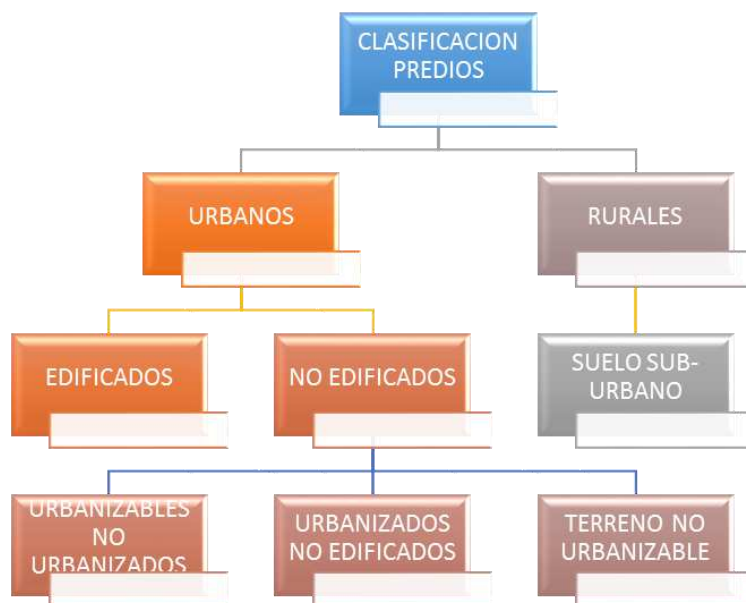 CLASIFICACION
PREDIOS
URBANOS
RURALES
EDIFICADOS
NO EDIFICADOS
SUELO SUB-
URBANO
URBANIZABLES
NO
URBANIZADOS
URBANIZADOS
NO EDIFICADOS
TERRENO NO
URBANIZABLE